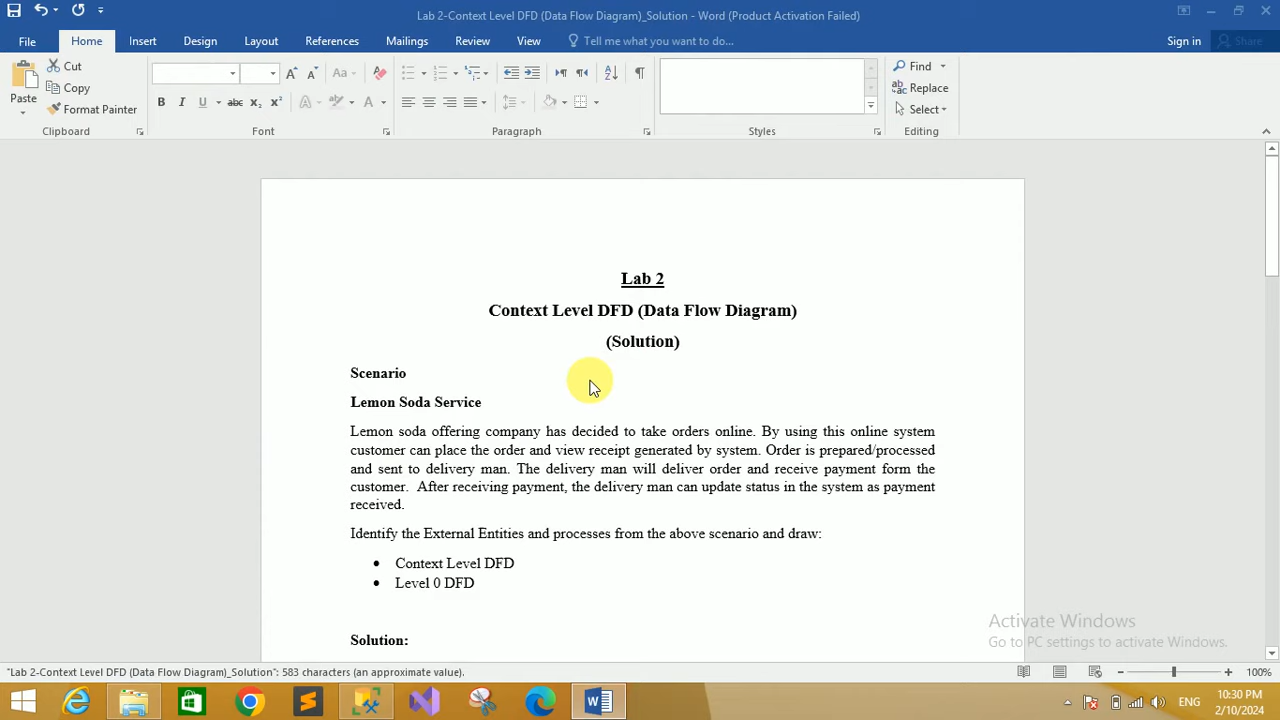 Lab 2-Context Level DFD (Data Flow Diagram)_Solution - Word (Product Activation Failed)
File Home Insert Design Layout References Mailings Review View Tell me what you want to do... Sign in Share
Paste
Cut
Copy
Format Painter
Clipboard
Font
Paragraph
Styles
Find
Replace
Select
Editing
Lab 2
Context Level DFD (Data Flow Diagram)
(Solution)
Scenario
Lemon Soda Service
Lemon soda offering company has decided to take orders online. By using this online system
customer can place the order and view receipt generated by system. Order is prepared/processed
and sent to delivery man. The delivery man will deliver order and receive payment form the
customer. After receiving payment, the delivery man can update status in the system as payment
received.
Identify the External Entities and processes from the above scenario and draw:
• Context Level DFD
• Level 0 DFD
Solution:
Activate Windows
Go to PC settings to activate Windows.
"Lab 2-Context Level DFD (Data Flow Diagram)_Solution": 583 characters (an approximate value).
100%
ENG
10:30 PM
2/10/2024